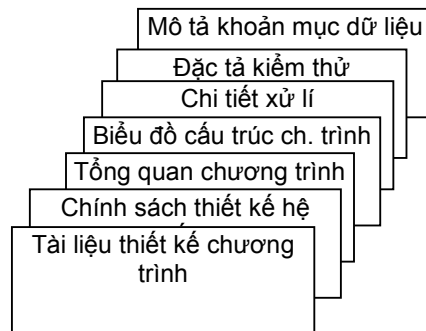 Mô tả khoản mục dữ liệu
Đặc tả kiểm thử
Chi tiết xử lí
Biểu đồ cấu trúc ch. trình
Tổng quan chương trình
Chính sách thiết kế hệ
Tài liệu thiết kế chương
trình